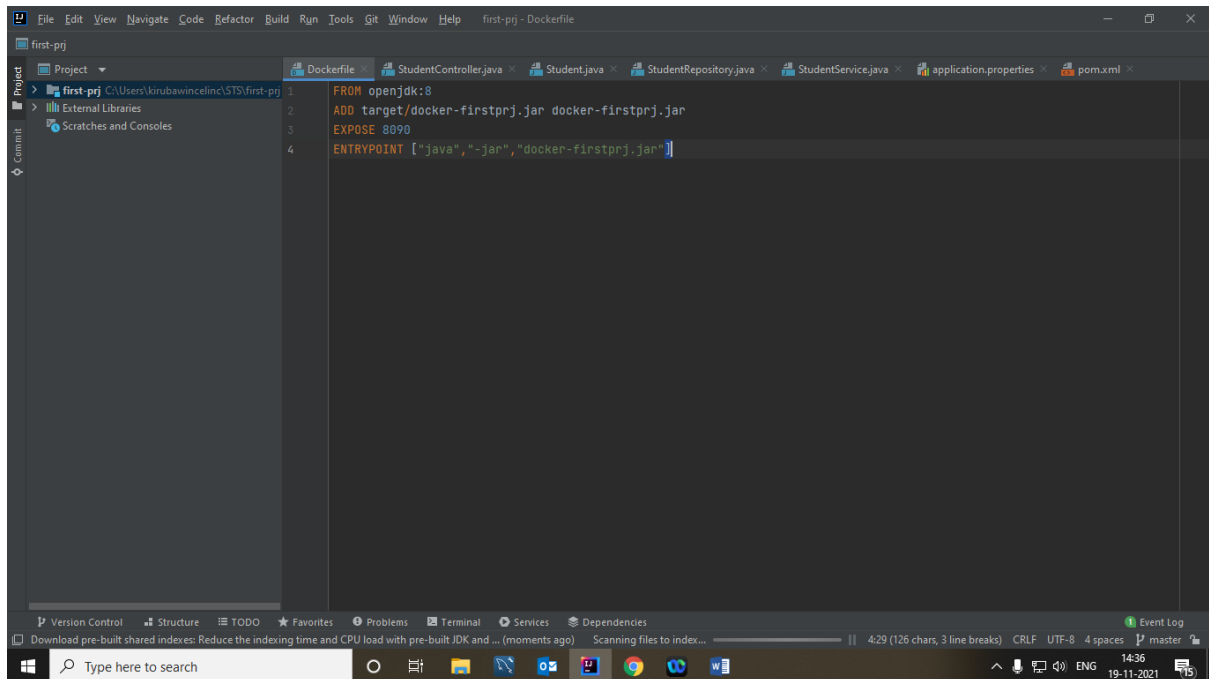 File Edit View Navigate Code Refactor Build Run Tools Git Window Help first-prj - Dockerfile
first-prj
Project
Project
Commit
Dockerfile StudentController.java Student.java StudentRepository.java StudentService.java application.properties pom.xml
first-prj C:\Users\kirubawincelinc\STS\first-prj
External Libraries
Scratches and Consoles
1 FROM openjdk:8
2 ADD target/docker-firstprj.jar docker-firstprj.jar
3 EXPOSE 8090
4 ENTRYPOINT ["java","-jar","docker-firstprj.jar"]
Version Control Structure TODO Favorites Problems Terminal Services Dependencies 1 Event Log
Download pre-built shared indexes: Reduce the indexing time and CPU load with pre-built JDK and ... (moments ago) Scanning files to index... 4:29 (126 chars, 3 line breaks) CRLF UTF-8 4 spaces master
Type here to search ENG 14:36
19-11-2021 15